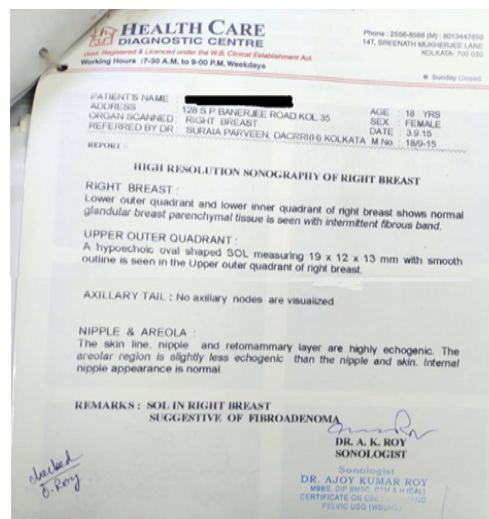 HEALTH CARE
DIAGNOSTIC CENTRE
Govt. Registered & Licenced under the W.B. Clinical Establishment Act.
Working Hours :7-30 A.M. to 9-00 P.M. Weekdays
Phone : 2556-8588 (M) : 8013447850
14T, SREENATH MUKHERJEE LANE
KOLKATA- 700 030
Sunday Closed
PATIENT'S NAME :
ADDRESS 128 S.P.BANERJEE ROAD KOL 35 AGE : 18 YRS
ORGAN SCANNED : RIGHT BREAST SEX : FEMALE
REFERRED BY DR : SURAIA PARVEEN, DACRRI(H) KOLKATA DATE : 3.9.15
M.No. : 18/9-15
REPORT :
HIGH RESOLUTION SONOGRAPHY OF RIGHT BREAST
RIGHT BREAST :
Lower outer quadrant and lower inner quadrant of right breast shows normal
glandular breast parenchymal tissue is seen with intermittent fibrous band.
UPPER OUTER QUADRANT :
A hypoechoic oval shaped SOL measuring 19 x 12 x 13 mm with smooth
outline is seen in the Upper outer quadrant of right breast.
AXILLARY TAIL : No axillary nodes are visualized
NIPPLE & AREOLA :
The skin line, nipple and retomammary layer are highly echogenic. The
areolar region is slightly less echogenic than the nipple and skin. Internal
nipple appearance is normal.
REMARKS : SOL IN RIGHT BREAST
SUGGESTIVE OF FIBROADENOMA
DR. A. K. ROY
SONOLOGIST
Sonologist
DR. AJOY KUMAR ROY
MBBS, DIP
CERTIFICATE ON
PELVIC USG
checked